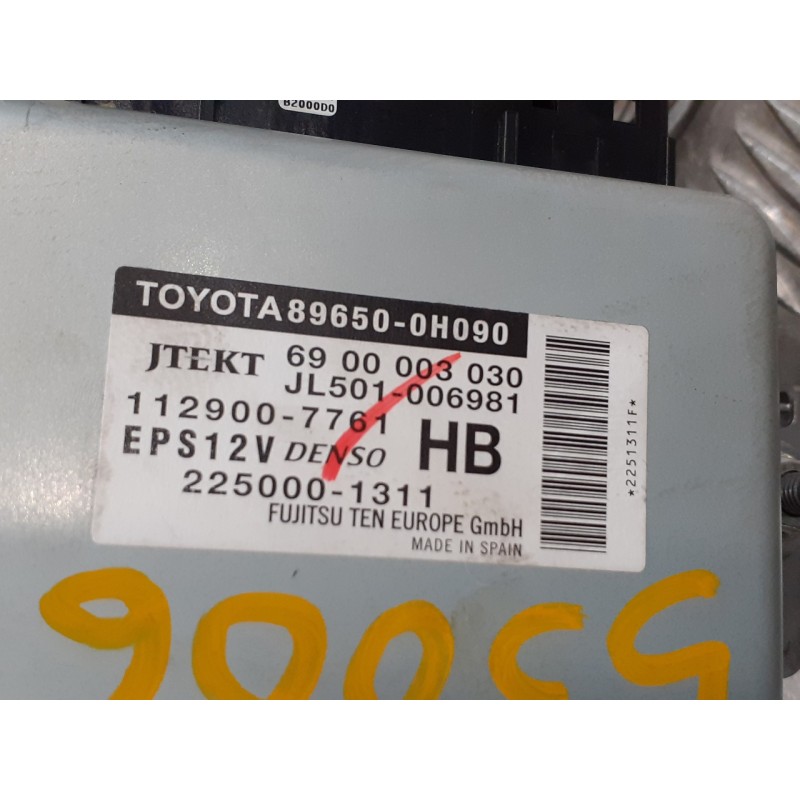 B2000D0
TOYOTA 89650-0H090
JTEKT 69 00 003 030
JL501-006981
112900-7761
EPS12V DENSO HB
225000-1311
FUJITSU TEN EUROPE GmbH
MADE IN SPAIN
*2251311F*